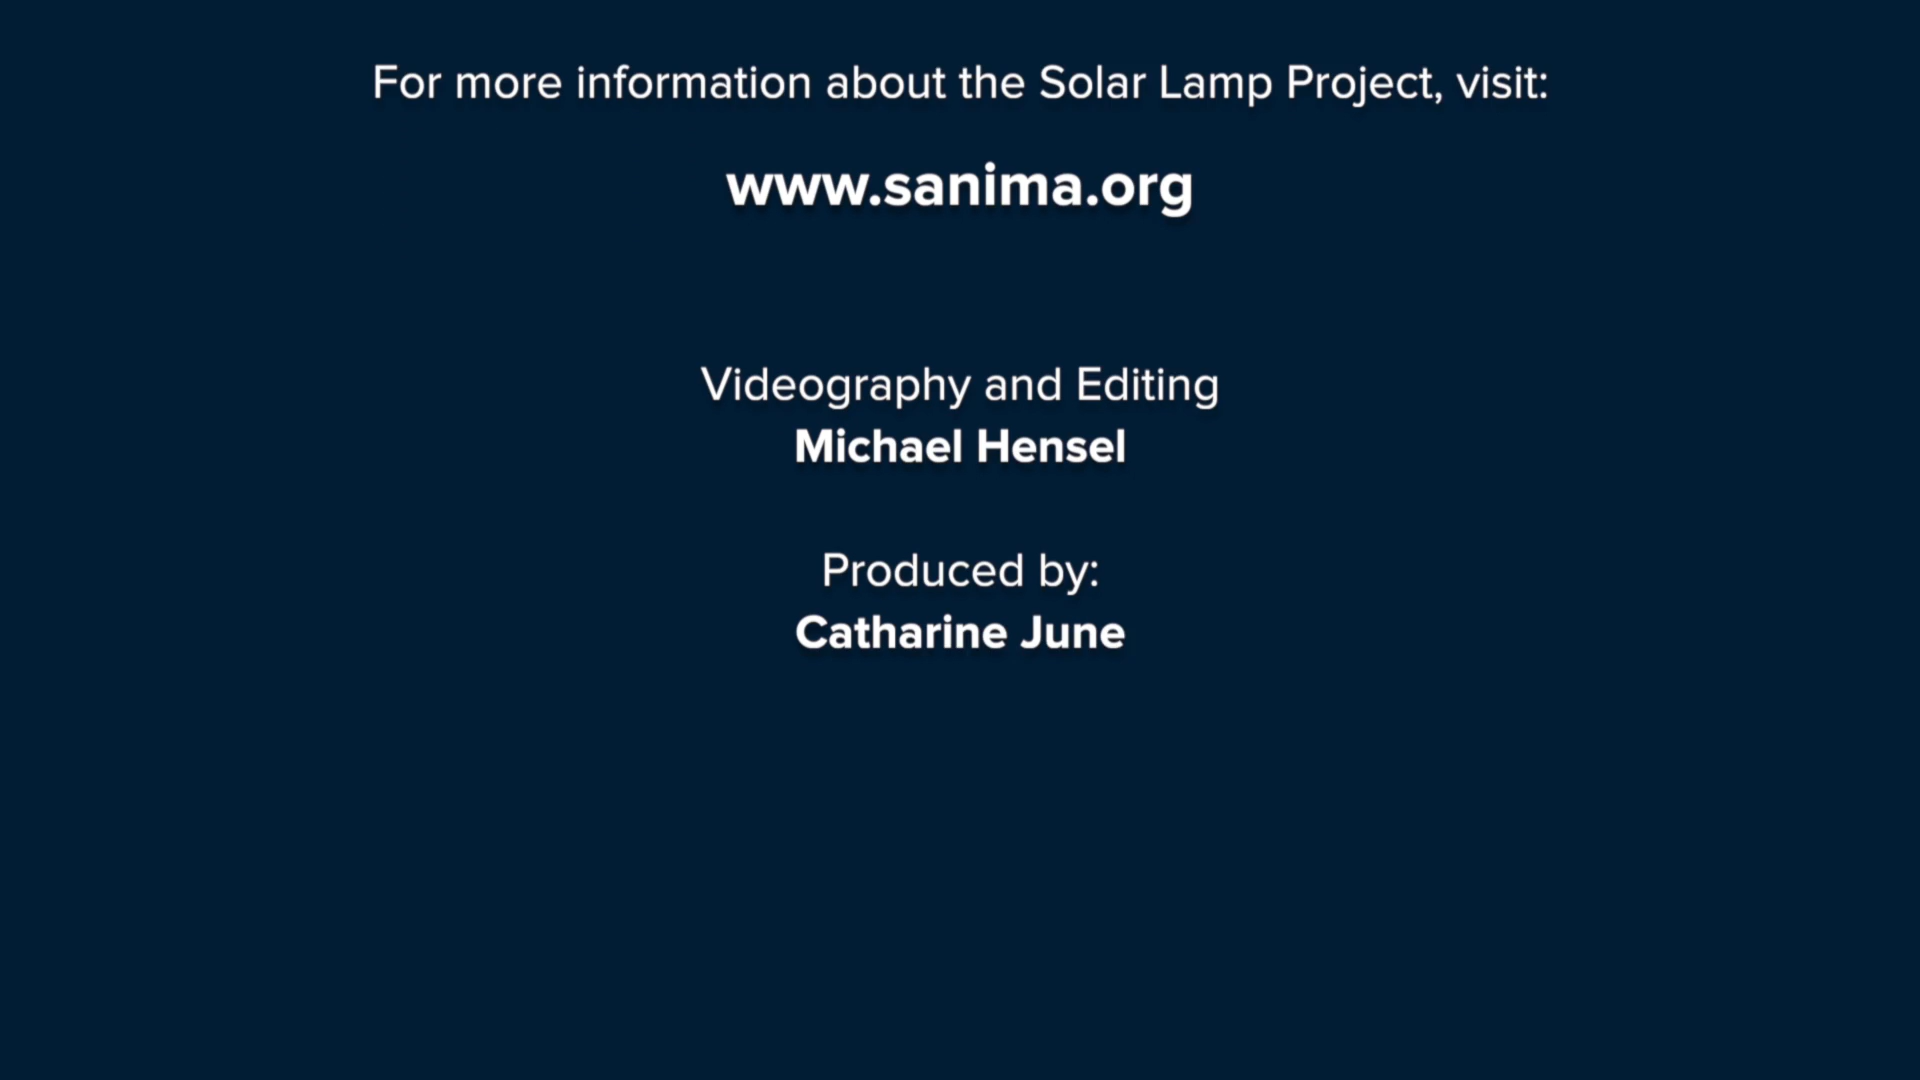 For more information about the Solar Lamp Project, visit:
www.sanima.org
Videography and Editing
Michael Hensel
Produced by:
Catharine June